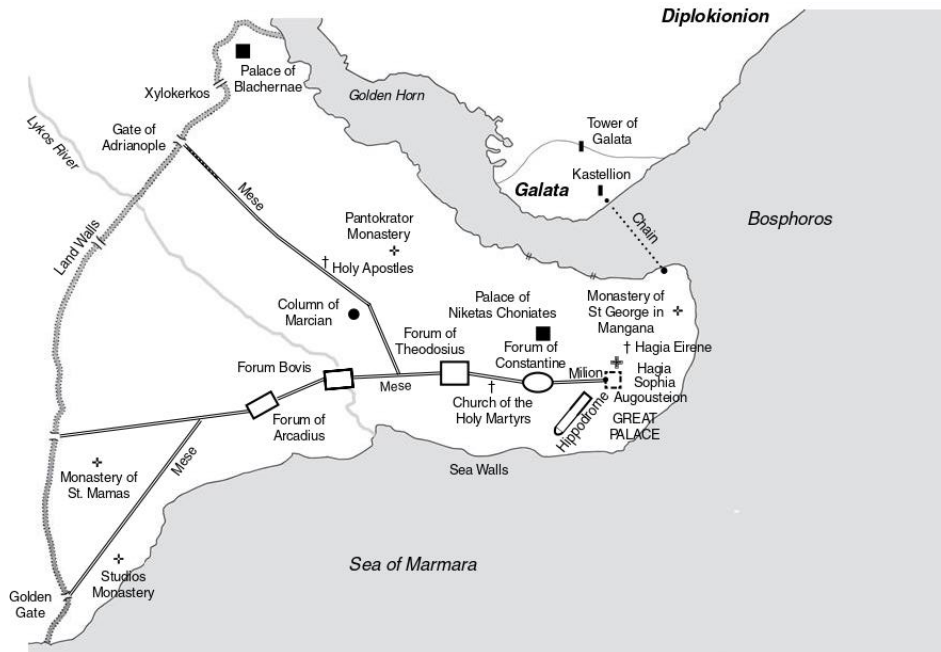 Diplokionion
Palace of
Blachernae
Xylokerkos
Golden Horn
Tower of
Galata
Gate of
Adrianople
Lykos River
Kastellion
Galata
Mese
Chain
Bosphoros
Pantokrator
Monastery
Land Walls
Holy Apostles
Column of
Marcian
Palace of
Niketas Choniates
Monastery of
St George in
Mangana
Forum of
Theodosius
Forum of
Constantine
Hagia Eirene
Forum Bovis
Mese
Milion
Hagia
Sophia
Augousteion
Church of the
Holy Martyrs
Hippodrome
GREAT
PALACE
Forum of
Arcadius
Mese
Monastery of
St. Mamas
Sea Walls
Sea of Marmara
Studios
Monastery
Golden
Gate